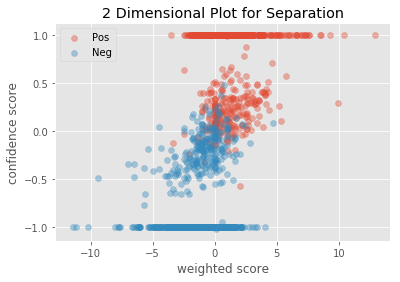 2 Dimensional Plot for Separation
Pos
Neg
confidence score
1.0
0.5
0.0
−0.5
−1.0
−10
−5
0
5
10
weighted score